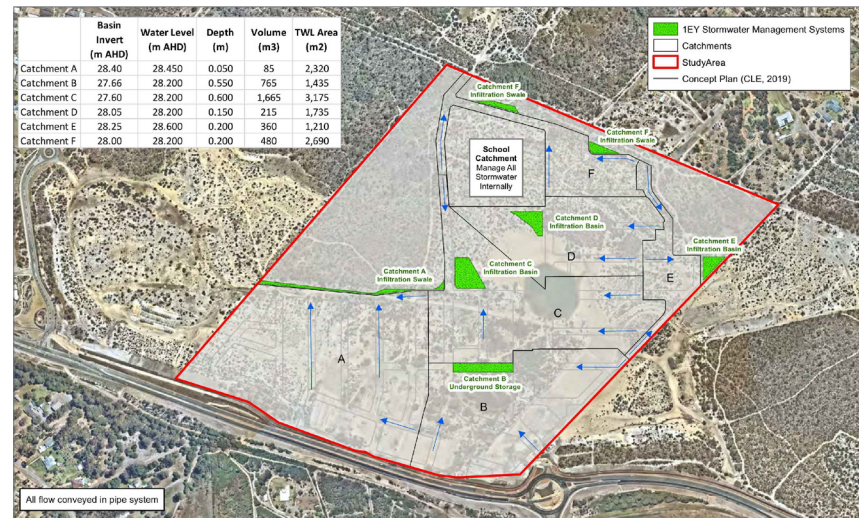 Basin Invert (m AHD) Water Level (m AHD) Depth (m) Volume (m3) TWL Area (m2)
Catchment A 28.40 28.450 0.050 85 2,320
Catchment B 27.66 28.200 0.550 765 1,435
Catchment C 27.60 28.200 0.600 1,665 3,175
Catchment D 28.05 28.200 0.150 215 1,735
Catchment E 28.25 28.600 0.200 360 1,210
Catchment F 28.00 28.200 0.200 480 2,690
1EY Stormwater Management Systems
Catchments
StudyArea
Concept Plan (CLE, 2019)
Catchment F
Infiltration Swale
Catchment F
Infiltration Swale
School
Catchment
Manage All
Stormwater
Internally
F
Catchment D
Infiltration Basin
Catchment E
Infiltration Basin
D
Catchment C
Infiltration Basin
Catchment A
Infiltration Swale
E
C
A
Catchment B
Underground Storage
B
All flow conveyed in pipe system